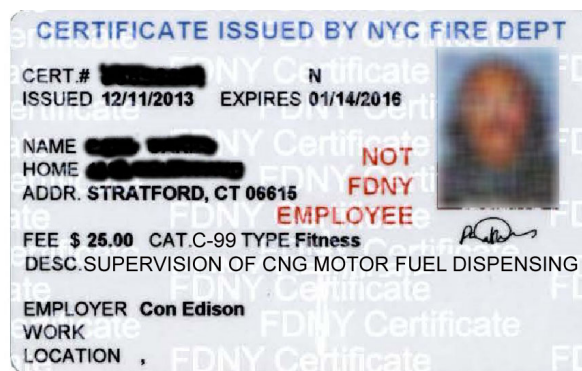 CERTIFICATE ISSUED BY NYC FIRE DEPT
CERT.# N
ISSUED 12/11/2013 EXPIRES 01/14/2016
NAME
HOME
ADDR. STRATFORD, CT 06615
NOT
FDNY
EMPLOYEE
FEE $ 25.00 CAT.C-99 TYPE Fitness
DESC.SUPERVISION OF CNG MOTOR FUEL DISPENSING
EMPLOYER Con Edison
WORK
LOCATION ,